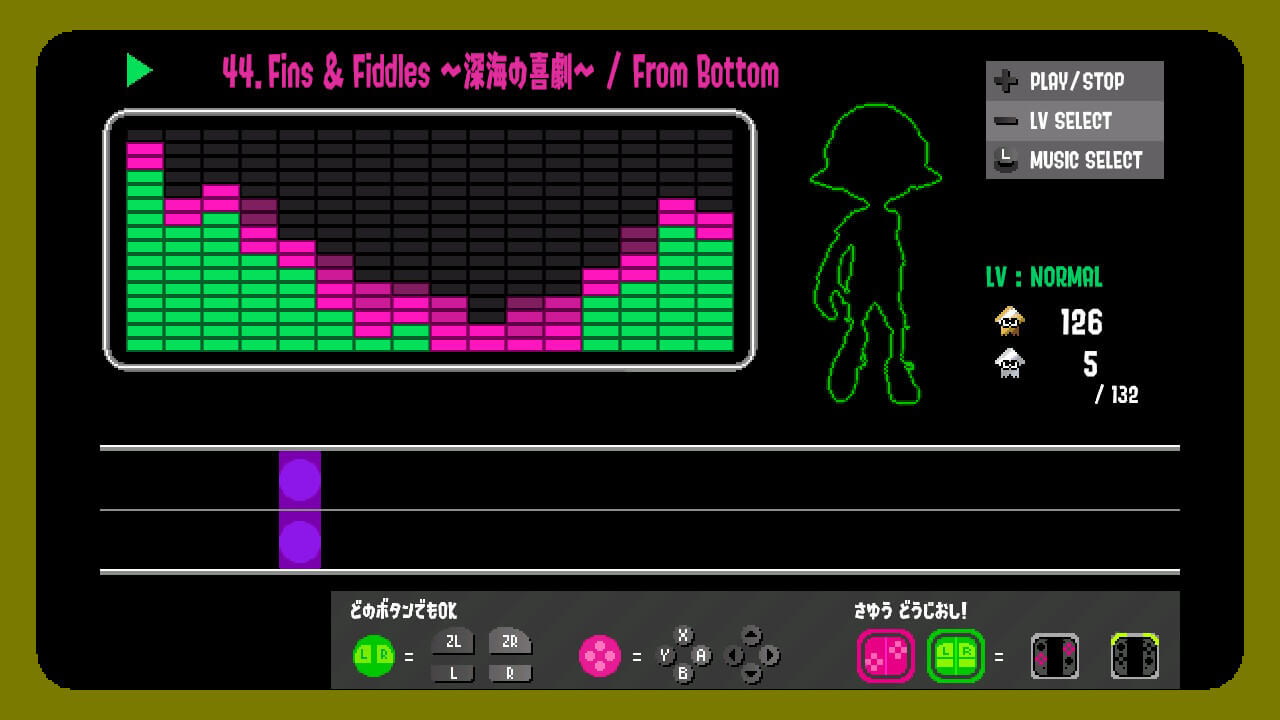 44. Fins & Fiddles ～深海の喜劇～ / From Bottom
PLAY/STOP
LV SELECT
L MUSIC SELECT
LV : NORMAL
126
5
/ 132
どのボタンでもOK
さゆう どうじおし!
L R = ZL ZR L R
= X Y A B
L R =